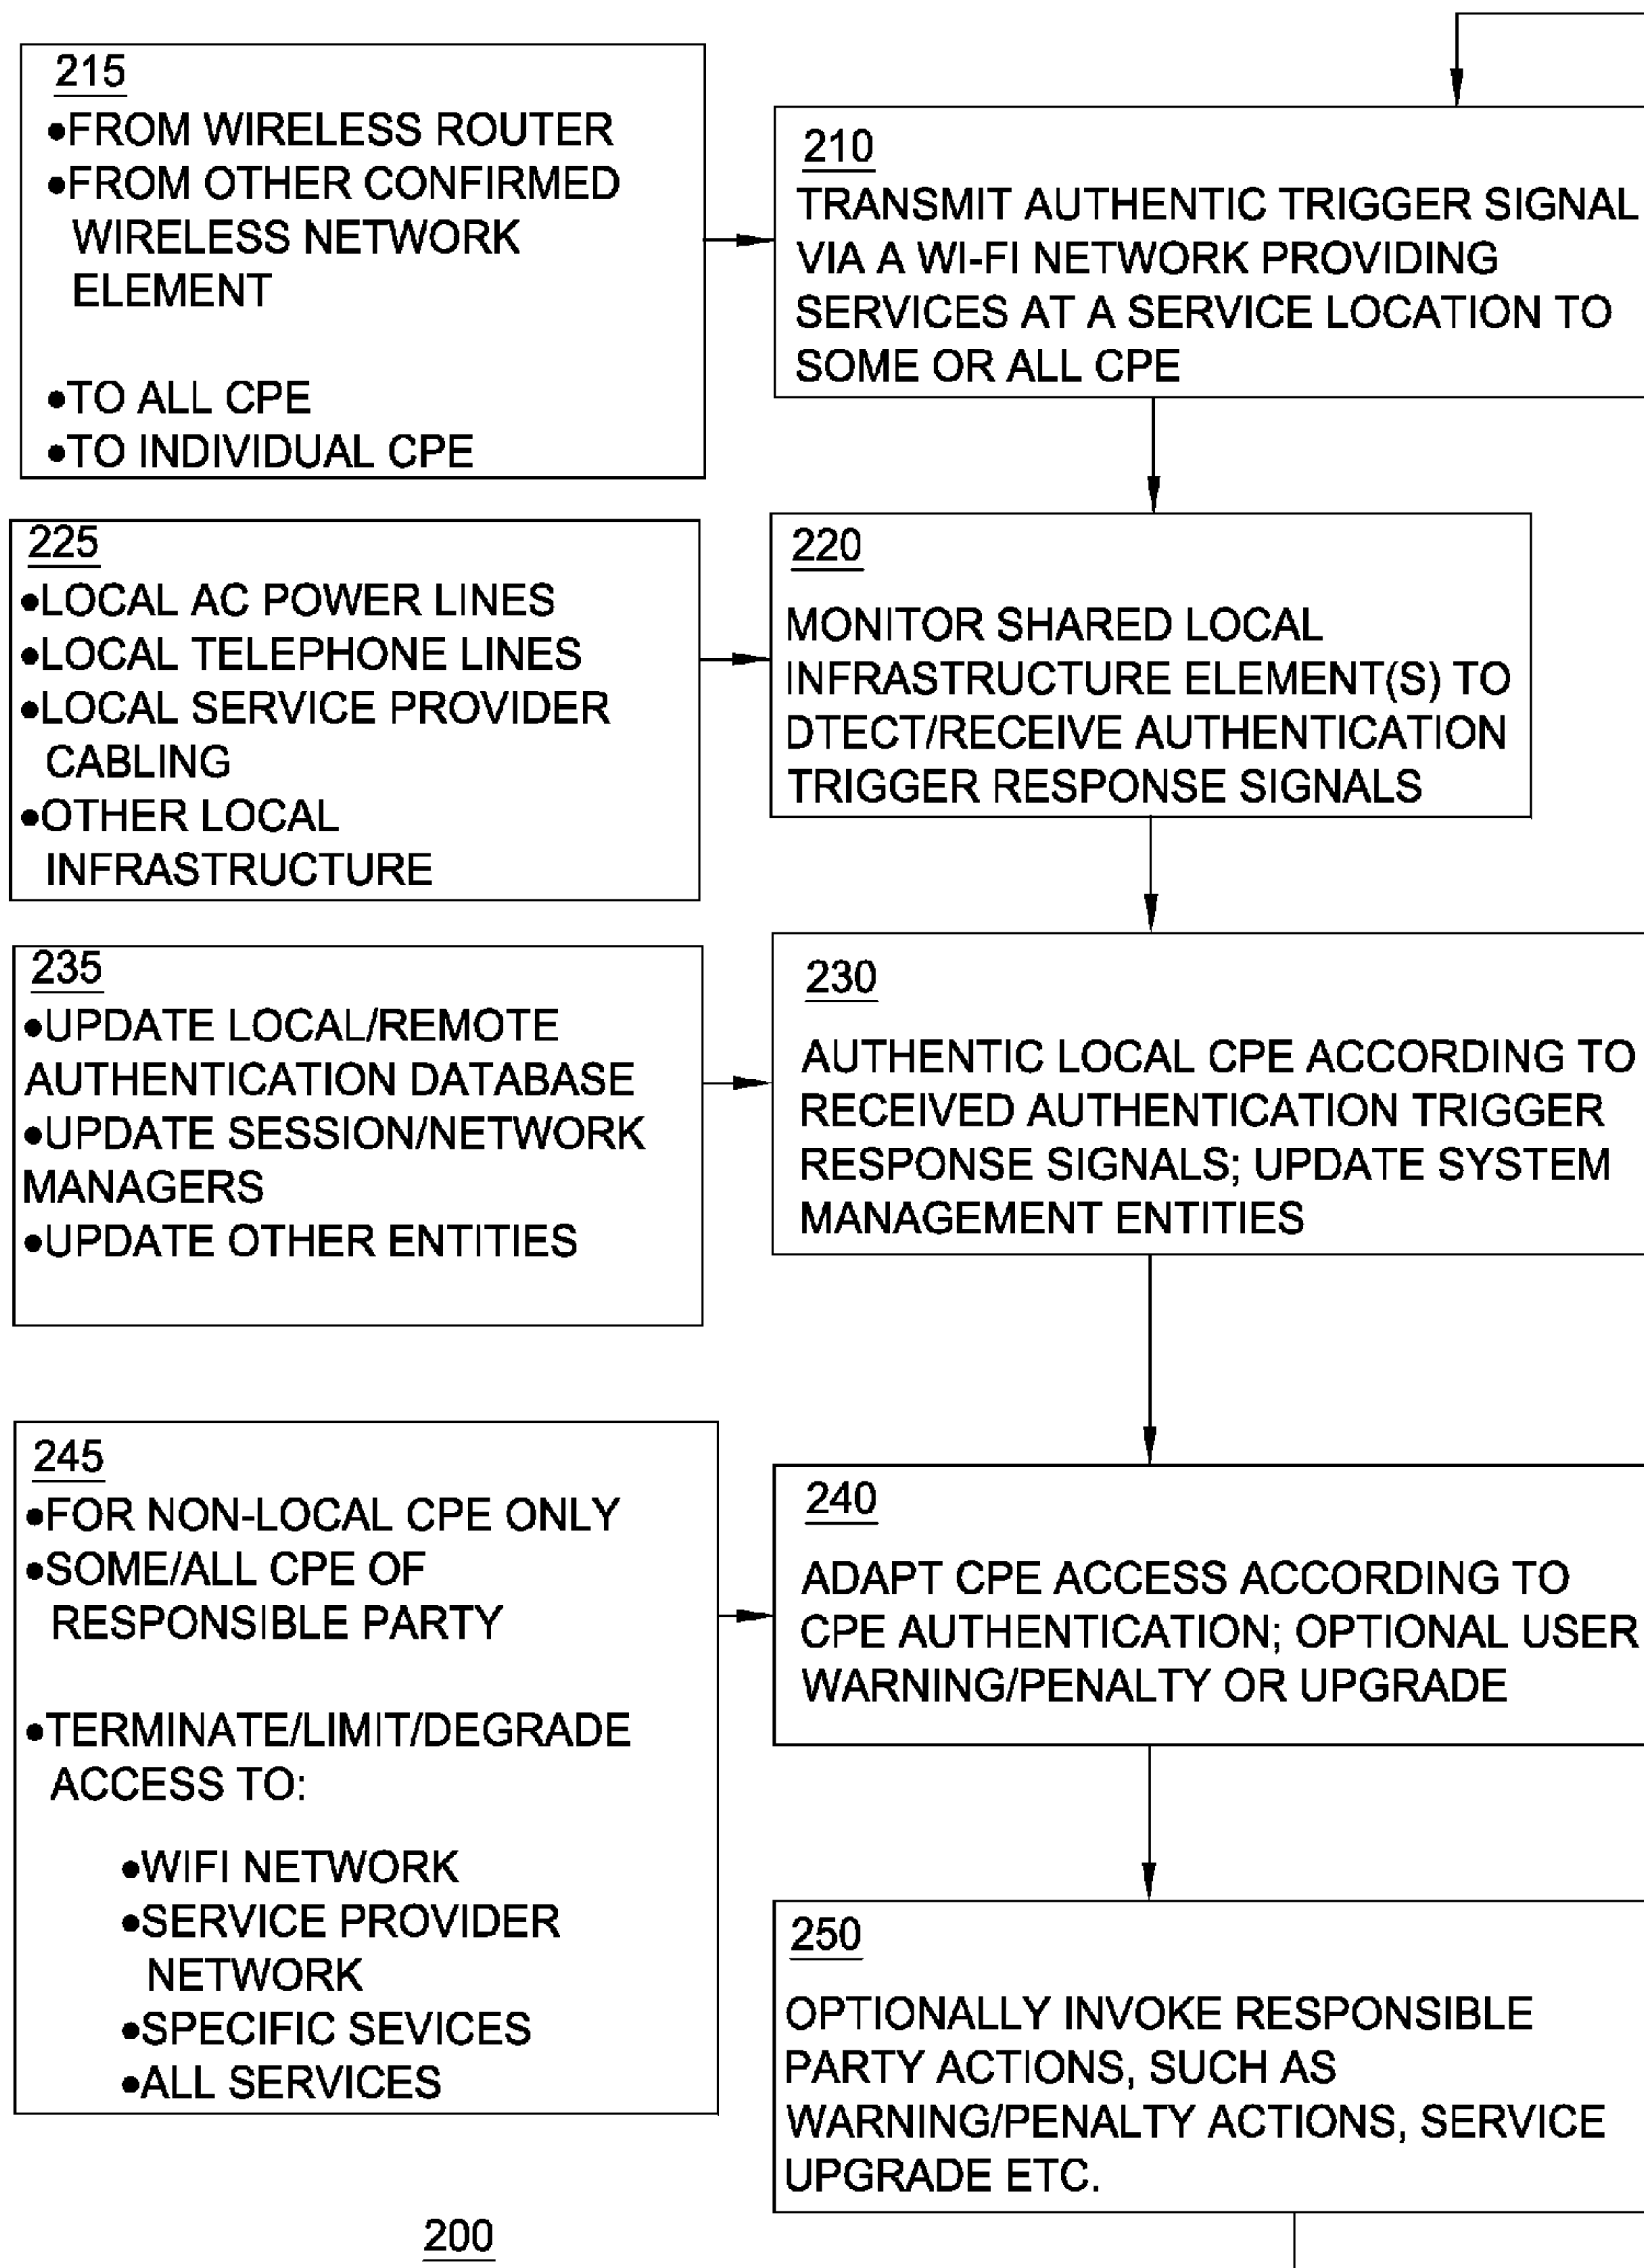 215
•FROM WIRELESS ROUTER
•FROM OTHER CONFIRMED
WIRELESS NETWORK
ELEMENT
•TO ALL CPE
•TO INDIVIDUAL CPE
210
TRANSMIT AUTHENTIC TRIGGER SIGNAL
VIA A WI-FI NETWORK PROVIDING
SERVICES AT A SERVICE LOCATION TO
SOME OR ALL CPE
225
•LOCAL AC POWER LINES
•LOCAL TELEPHONE LINES
•LOCAL SERVICE PROVIDER
CABLING
•OTHER LOCAL
INFRASTRUCTURE
220
MONITOR SHARED LOCAL
INFRASTRUCTURE ELEMENT(S) TO
DTECT/RECEIVE AUTHENTICATION
TRIGGER RESPONSE SIGNALS
235
•UPDATE LOCAL/REMOTE
AUTHENTICATION DATABASE
•UPDATE SESSION/NETWORK
MANAGERS
•UPDATE OTHER ENTITIES
230
AUTHENTIC LOCAL CPE ACCORDING TO
RECEIVED AUTHENTICATION TRIGGER
RESPONSE SIGNALS; UPDATE SYSTEM
MANAGEMENT ENTITIES
245
•FOR NON-LOCAL CPE ONLY
•SOME/ALL CPE OF
RESPONSIBLE PARTY
•TERMINATE/LIMIT/DEGRADE
ACCESS TO:
•WIFI NETWORK
•SERVICE PROVIDER
NETWORK
•SPECIFIC SEVICES
•ALL SERVICES
240
ADAPT CPE ACCESS ACCORDING TO
CPE AUTHENTICATION; OPTIONAL USER
WARNING/PENALTY OR UPGRADE
250
OPTIONALLY INVOKE RESPONSIBLE
PARTY ACTIONS, SUCH AS
WARNING/PENALTY ACTIONS, SERVICE
UPGRADE ETC.
200